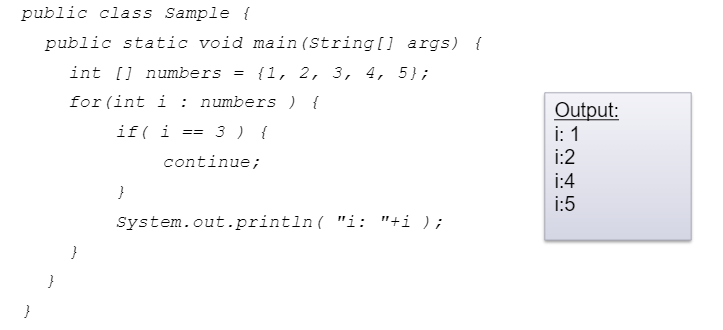 public class Sample {
public static void main(String[] args) {
int [] numbers = {1, 2, 3, 4, 5};
for(int i : numbers ) {
if( i == 3 ) {
continue;
}
System.out.println( "i: "+i );
}
}
}
Output:
i: 1
i:2
i:4
i:5